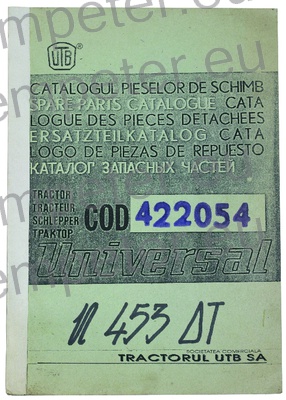 UTB ®
CATALOGUL PIESELOR DE SCHIMB
SPARE PARTS CATALOGUE CATA
LOGUE DES PIECES DETACHEES
ERSATZTEILKATALOG CATA
LOGO DE PIEZAS DE REPUESTO
КАТАЛОГ ЗАПАСНЫХ ЧАСТЕЙ
TRACTOR
TRACTEUR
SCHLEPPER
ТРАКТОР
COD 422054
Universal
453 DT
SOCIETATEA COMERCIALA
TRACTORUL UTB SA